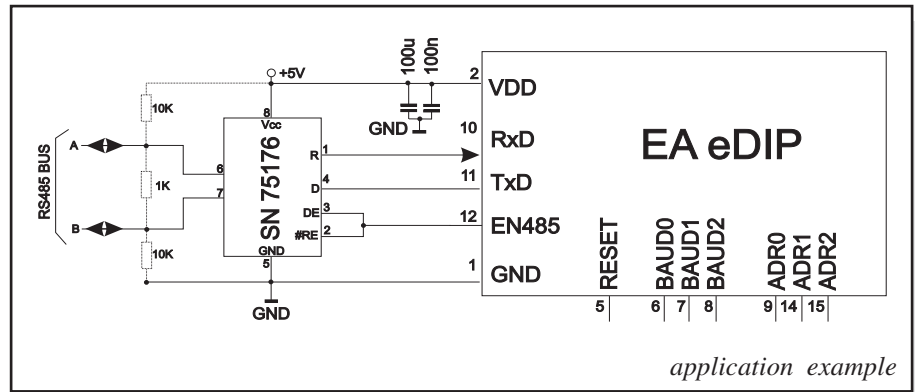 +5V
100u
100n
10K
1K
10K
RS485 BUS
A
B
8
Vcc
6
7
SN 75176
R
1
D
4
DE
3
#RE
2
GND
5
GND
GND
2
VDD
10
RxD
11
TxD
12
EN485
1
GND
EA eDIP
RESET
BAUD0
BAUD1
BAUD2
ADR0
ADR1
ADR2
5
6
7
8
9
14
15
application example